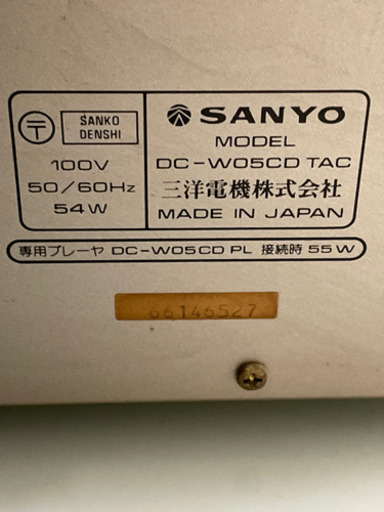 〒
SANKO
DENSHI
100V
50/60Hz
54W
SANYO
MODEL
DC-W05CD TAC
三洋電機株式会社
MADE IN JAPAN
専用プレーヤ DC-W05CD PL 接続時 55W
66146527